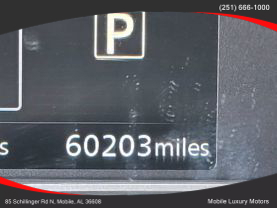 (251) 666-1000
P
s 60203miles
85 Schillinger Rd N, Mobile, AL 36608
Mobile Luxury Motors